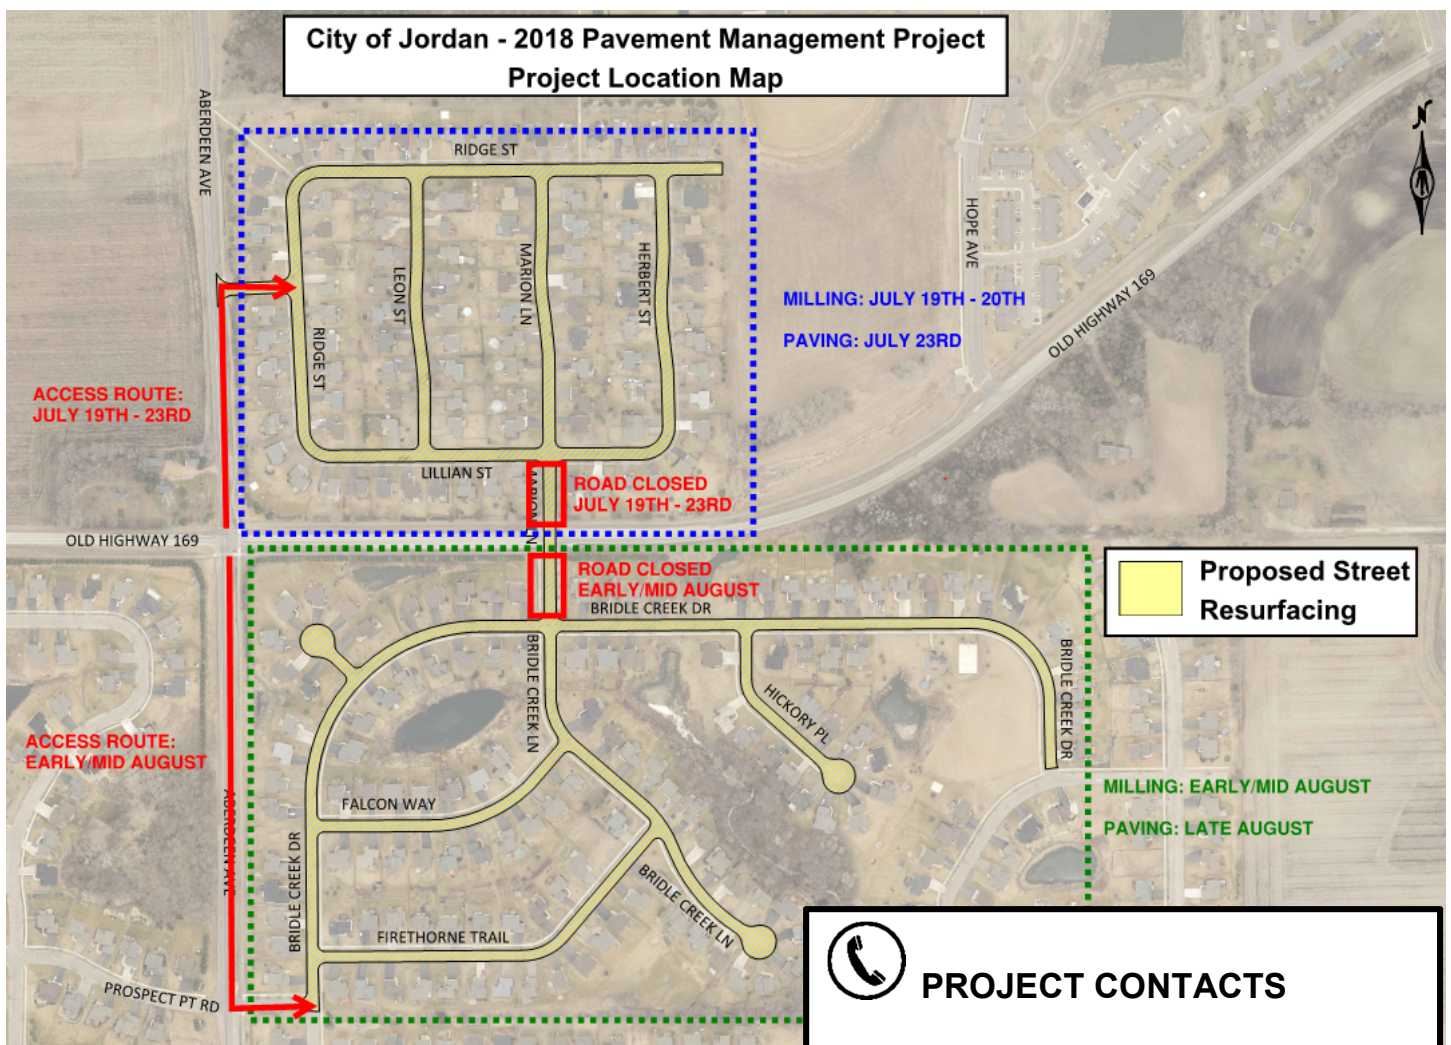 City of Jordan - 2018 Pavement Management Project
Project Location Map
ABERDEEN AVE
RIDGE ST
N
HOPE AVE
LEON ST
MARION LN
HERBERT ST
RIDGE ST
OLD HIGHWAY 169
MILLING: JULY 19TH - 20TH
PAVING: JULY 23RD
ACCESS ROUTE:
JULY 19TH - 23RD
LILLIAN ST
MARION LN
ROAD CLOSED
JULY 19TH - 23RD
OLD HIGHWAY 169
ROAD CLOSED
EARLY/MID AUGUST
BRIDLE CREEK DR
Proposed Street
Resurfacing
BRIDLE CREEK LN
HICKORY PL
BRIDLE CREEK DR
ACCESS ROUTE:
EARLY/MID AUGUST
ABERDEEN AVE
FALCON WAY
MILLING: EARLY/MID AUGUST
PAVING: LATE AUGUST
BRIDLE CREEK DR
BRIDLE CREEK LN
FIRETHORNE TRAIL
PROSPECT PT RD
PROJECT CONTACTS